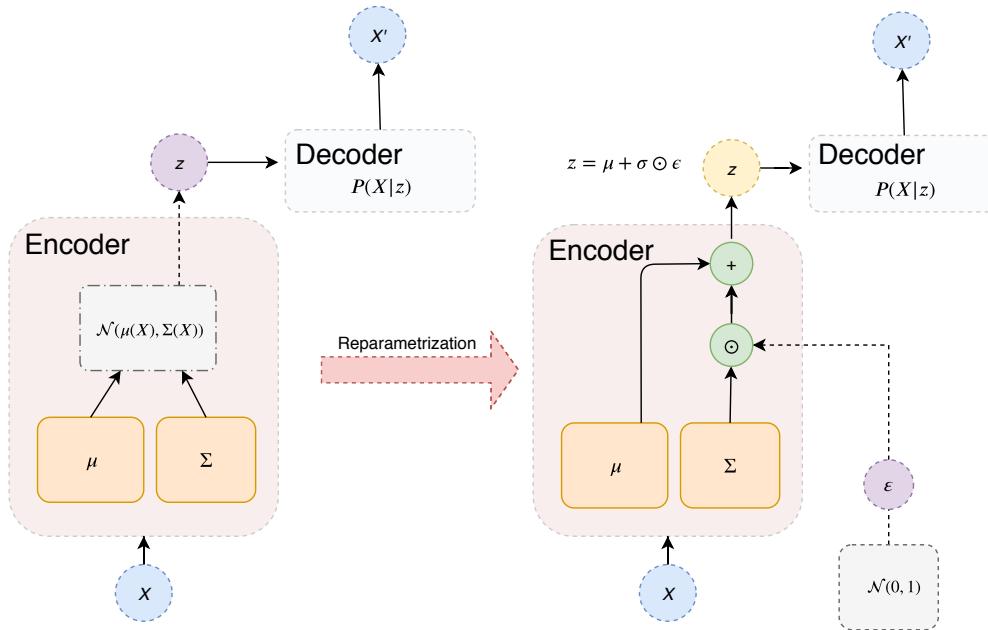 X'
z
Decoder
P(X|z)
Encoder
𝒩(μ(X), Σ(X))
μ
Σ
X
Reparametrization
X'
z = μ + σ ⊙ ϵ
z
Decoder
P(X|z)
Encoder
+
⊙
μ
Σ
ε
X
𝒩(0, 1)